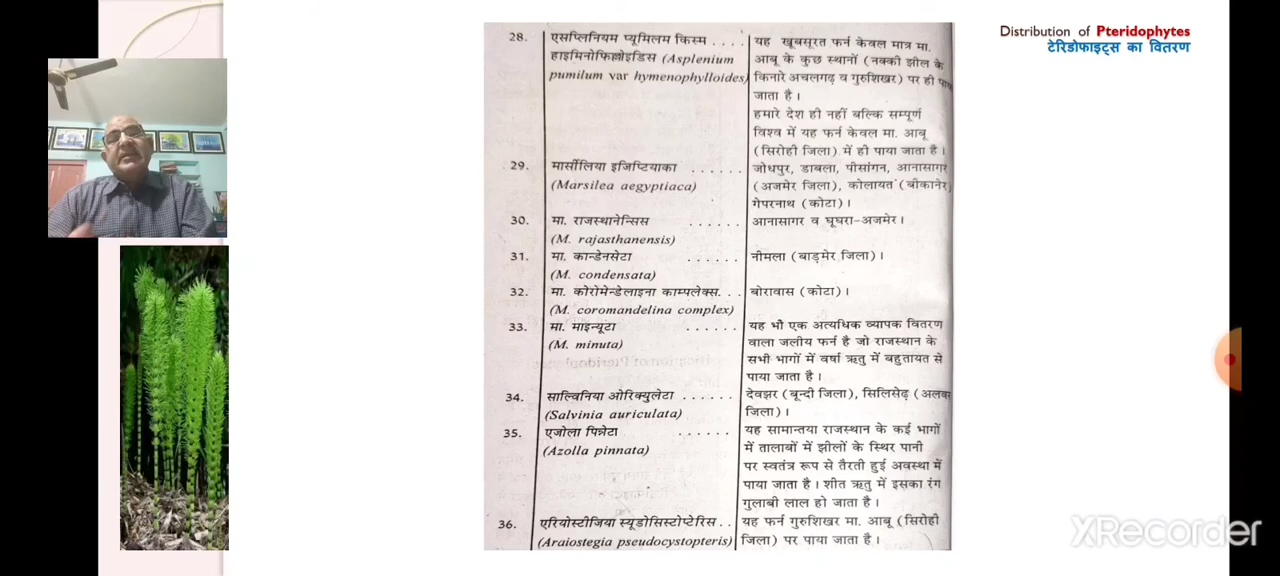 Distribution of Pteridophytes
टेरिडोफाइट्स का वितरण
28. एसप्लिनियम प्यूमिलम किस्म .... यह खूबसूरत फर्न केवल मात्र मा.
हाइमिनोफिल्लोइडिस (Asplenium आबू के कुछ स्थानों (नक्की झील के
pumilum var hymenophylloides) किनारे अचलगढ़ व गुरुशिखर) पर ही पाया
जाता है।
हमारे देश ही नहीं बल्कि सम्पूर्ण
विश्व में यह फर्न केवल मा. आबू
(सिरोही जिला) में ही पाया जाता है।
29. मार्सीलिया इजिप्टियाका ...... जोधपुर, डाबला, पीसांगन, आनासागर
(Marsilea aegyptiaca) (अजमेर जिला), कोलायत (बीकानेर)
गेपरनाथ (कोटा)।
30. मा. राजस्थानेन्सिस ...... आनासागर व घूघरा-अजमेर।
(M. rajasthanensis)
31. मा. कान्डेनसेटा ...... नीमला (बाड़मेर जिला)।
(M. condensata)
32. मा. कोरोमेन्डेलाइना काम्पलेक्स. .. बोरावास (कोटा)।
(M. coromandelina complex)
33. मा. माइन्यूटा ...... यह भी एक अत्यधिक व्यापक वितरण
(M. minuta) वाला जलीय फर्न है जो राजस्थान के
सभी भागों में वर्षा ऋतु में बहुतायत से
पाया जाता है।
34. साल्विनिया ओरिक्युलेटा ...... देवझर (बून्दी जिला), सिलिसेढ़ (अलवर
(Salvinia auriculata) जिला)।
35. एजोला पिन्नेटा ...... यह सामान्तया राजस्थान के कई भागों
(Azolla pinnata) में तालाबों में झीलों के स्थिर पानी
पर स्वतंत्र रूप से तैरती हुई अवस्था में
पाया जाता है। शीत ऋतु में इसका रंग
गुलाबी लाल हो जाता है।
36. एरियोस्टीजिया स्यूडोसिस्टोप्टेरिस .. यह फर्न गुरुशिखर मा. आबू (सिरोही
(Araiostegia pseudocystopteris) जिला) पर पाया जाता है।
XRecorder